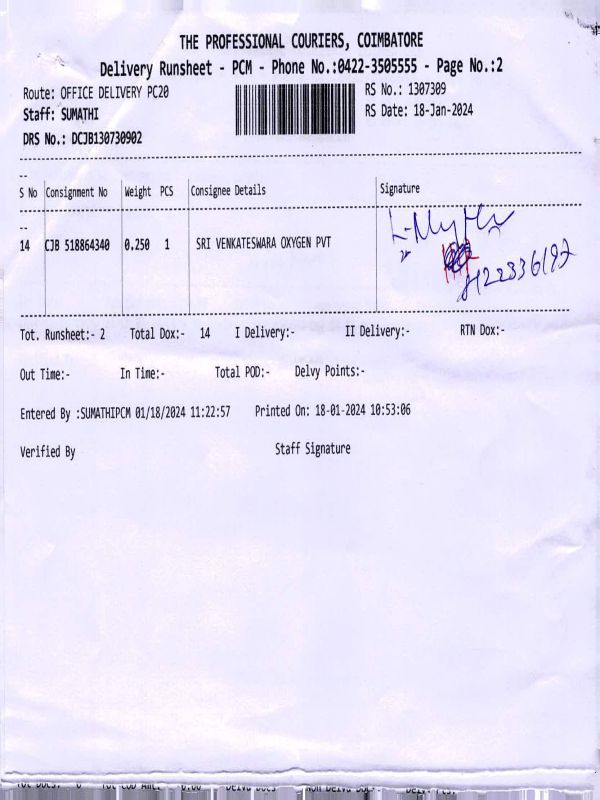 THE PROFESSIONAL COURIERS, COIMBATORE
Delivery Runsheet - PCM - Phone No.:0422-3505555 - Page No.:2
Route: OFFICE DELIVERY PC20 RS No.: 1307309
Staff: SUMATHI RS Date: 18-Jan-2024
DRS No.: DCJB130730902
--
S No Consignment No Weight PCS Consignee Details Signature
--
14 CJB 518864340 0.250 1 SRI VENKATESWARA OXYGEN PVT
Tot. Runsheet:- 2 Total Dox:- 14 I Delivery:- II Delivery:- RTN Dox:-
Out Time:- In Time:- Total POD:- Delvy Points:-
Entered By :SUMATHIPCM 01/18/2024 11:22:57 Printed On: 18-01-2024 10:53:06
Verified By Staff Signature